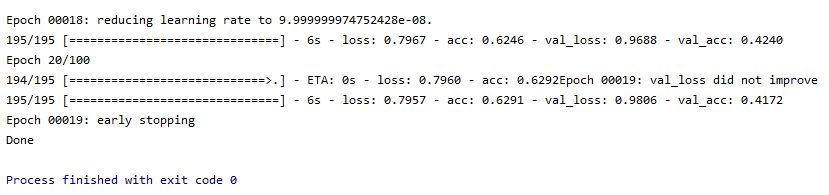 Epoch 00018: reducing learning rate to 9.999999974752428e-08.
195/195 [==============================] - 6s - loss: 0.7967 - acc: 0.6246 - val_loss: 0.9688 - val_acc: 0.4240
Epoch 20/100
194/195 [============================>.] - ETA: 0s - loss: 0.7960 - acc: 0.6292Epoch 00019: val_loss did not improve
195/195 [==============================] - 6s - loss: 0.7957 - acc: 0.6291 - val_loss: 0.9806 - val_acc: 0.4172
Epoch 00019: early stopping
Done
Process finished with exit code 0